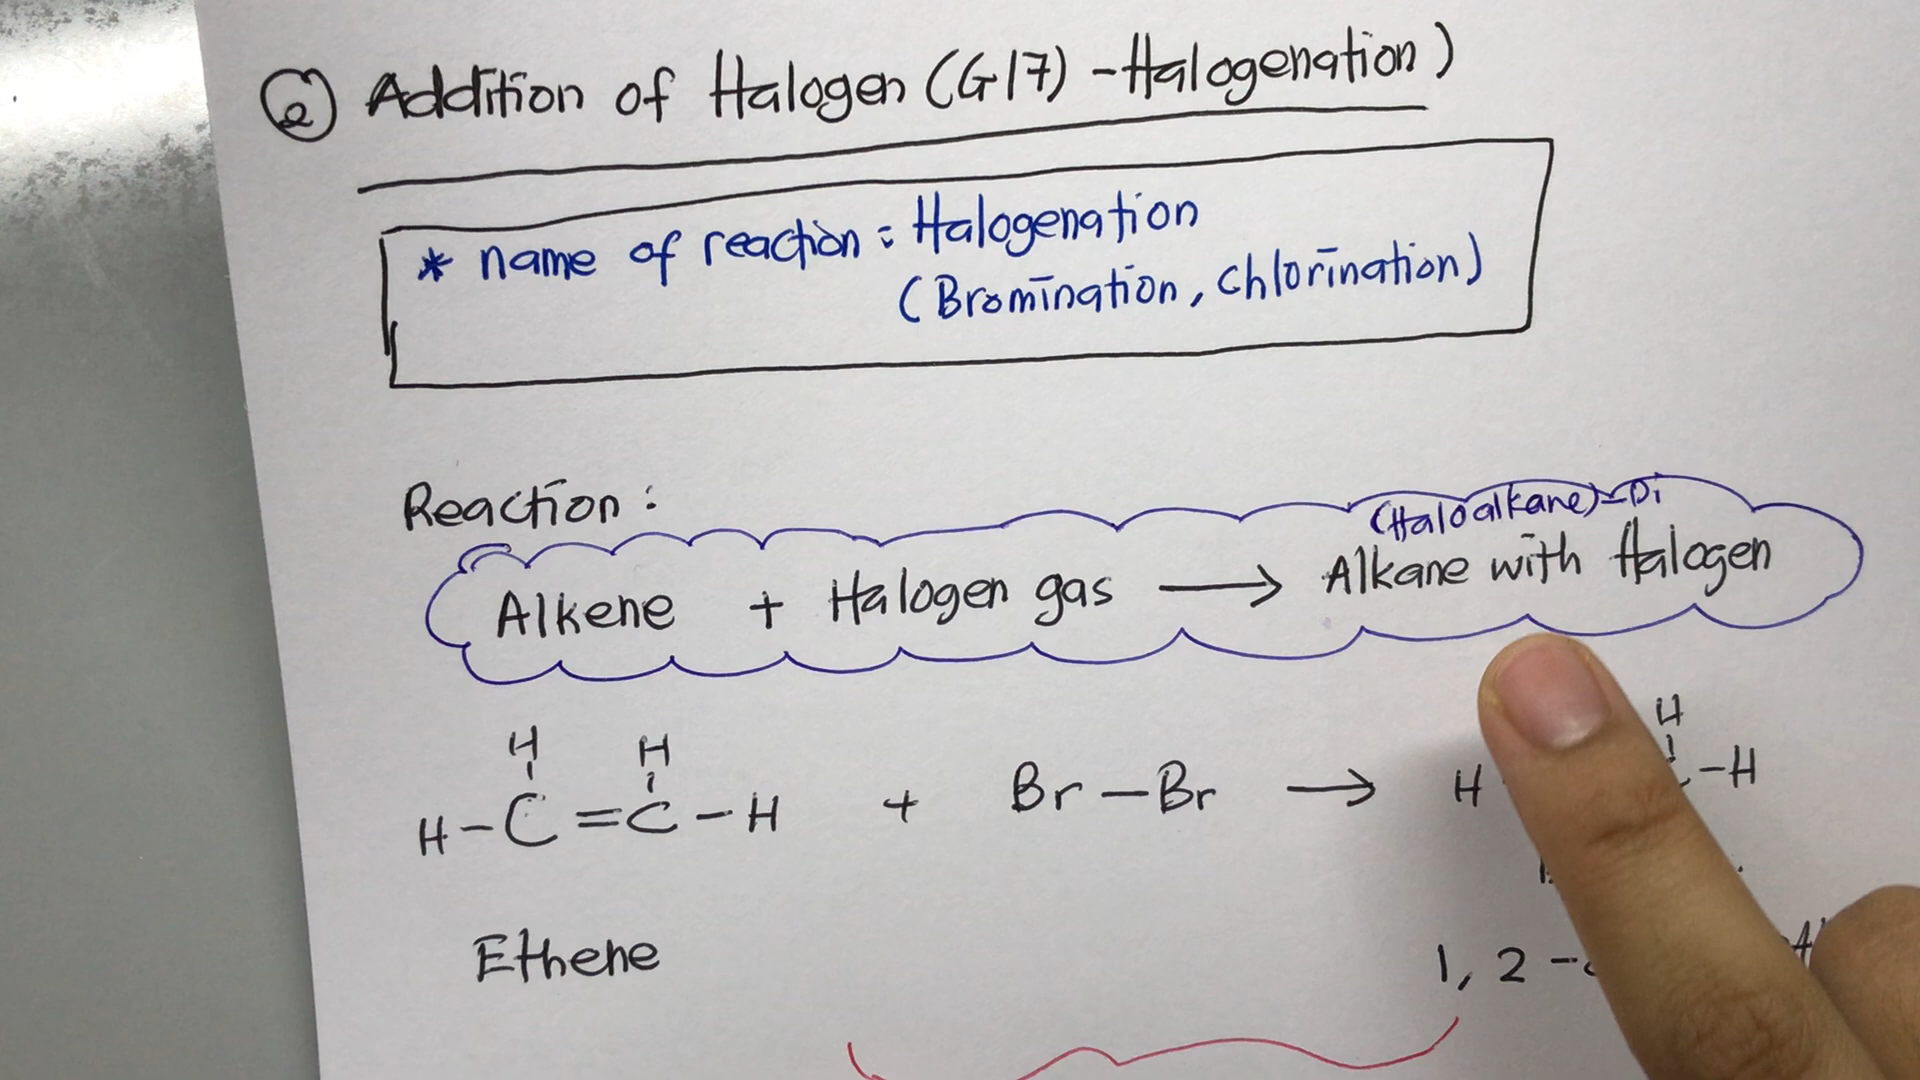 2 Addition of Halogen (G17) - Halogenation)
* name of reaction : Halogenation
(Bromination, chlorination)
Reaction :
(Haloalkane) - Di
Alkene + Halogen gas → Alkane with Halogen
H H H
H - C = C - H + Br - Br → H - H
Ethene 1, 2 -